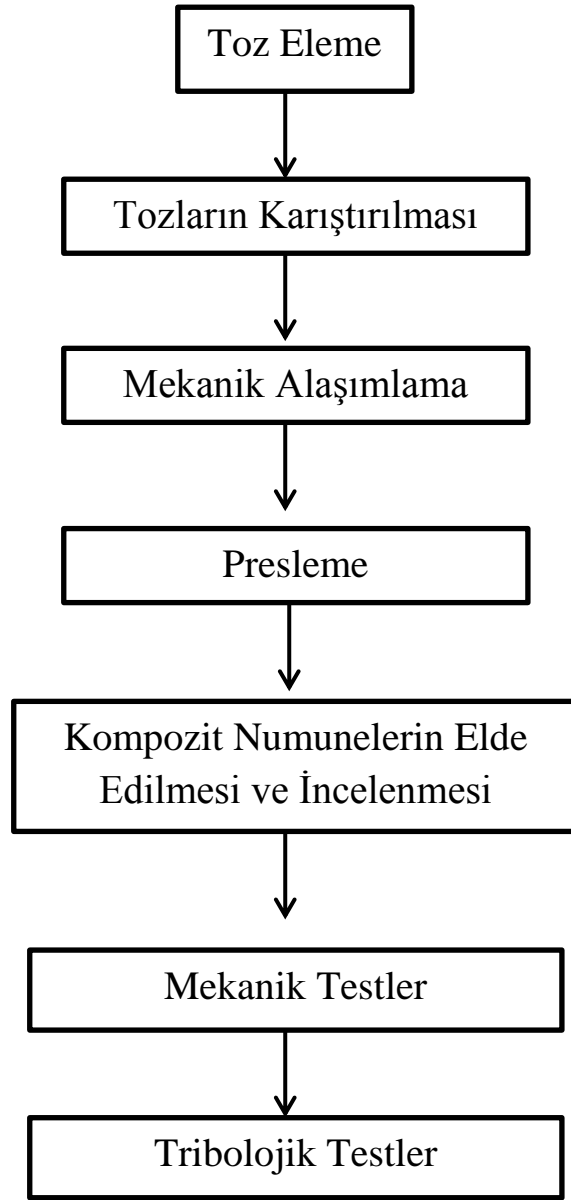 Toz Eleme
Tozların Karıştırılması
Mekanik Alaşımlama
Presleme
Kompozit Numunelerin Elde
Edilmesi ve İncelenmesi
Mekanik Testler
Tribolojik Testler